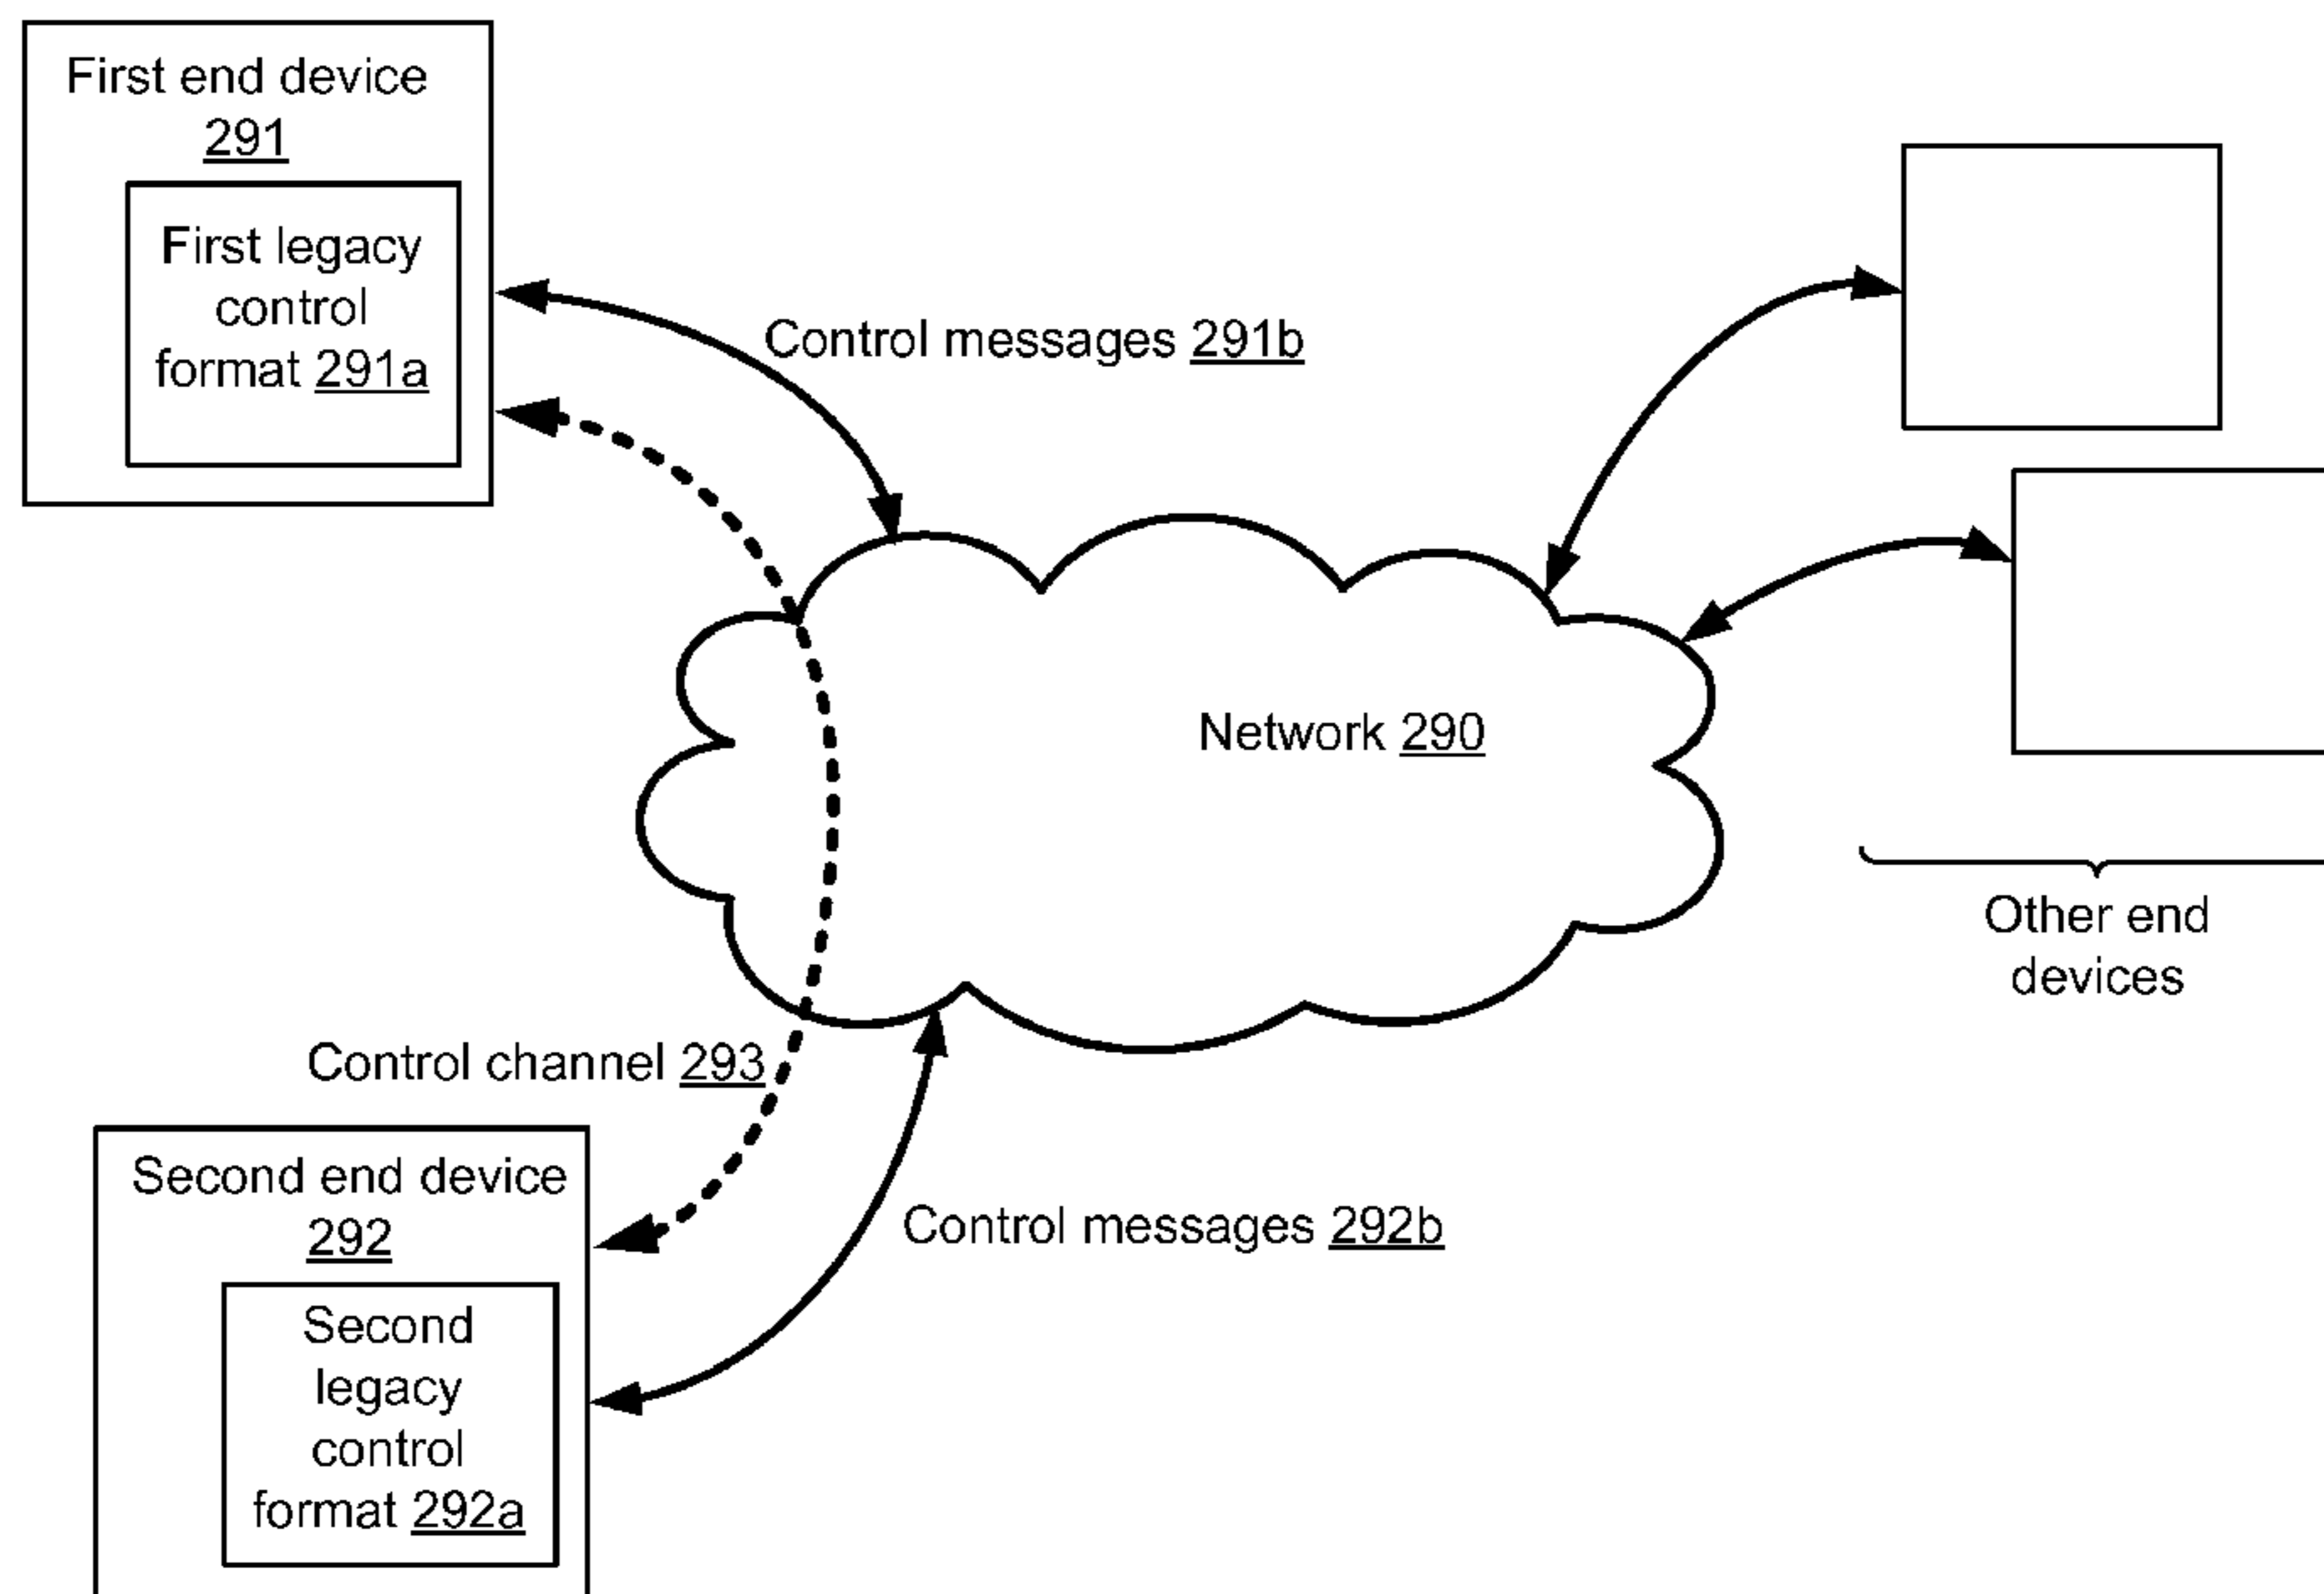 First end device
291
First legacy
control
format 291a
Control messages 291b
Network 290
Other end
devices
Control channel 293
Second end device
292
Control messages 292b
Second
legacy
control
format 292a